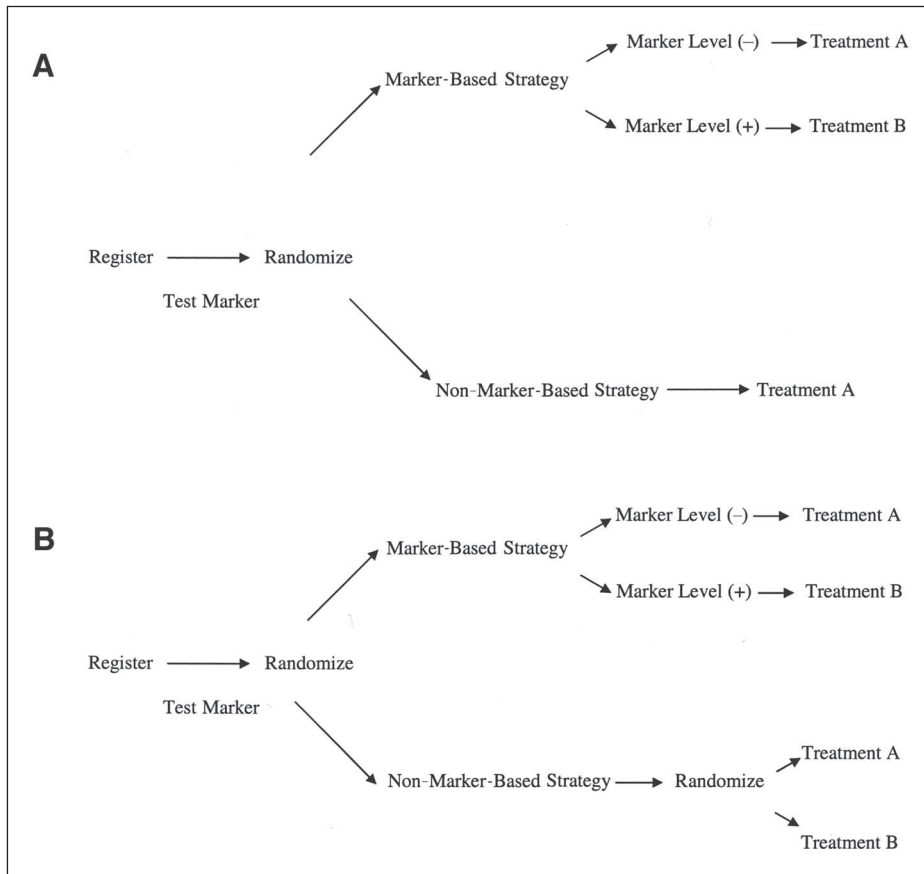 A
Marker Level (–) Treatment A
Marker-Based Strategy
Marker Level (+) Treatment B
Register Randomize
Test Marker
Non-Marker-Based Strategy Treatment A
B
Marker Level (–) Treatment A
Marker-Based Strategy
Marker Level (+) Treatment B
Register Randomize
Test Marker
Treatment A
Non-Marker-Based Strategy Randomize
Treatment B